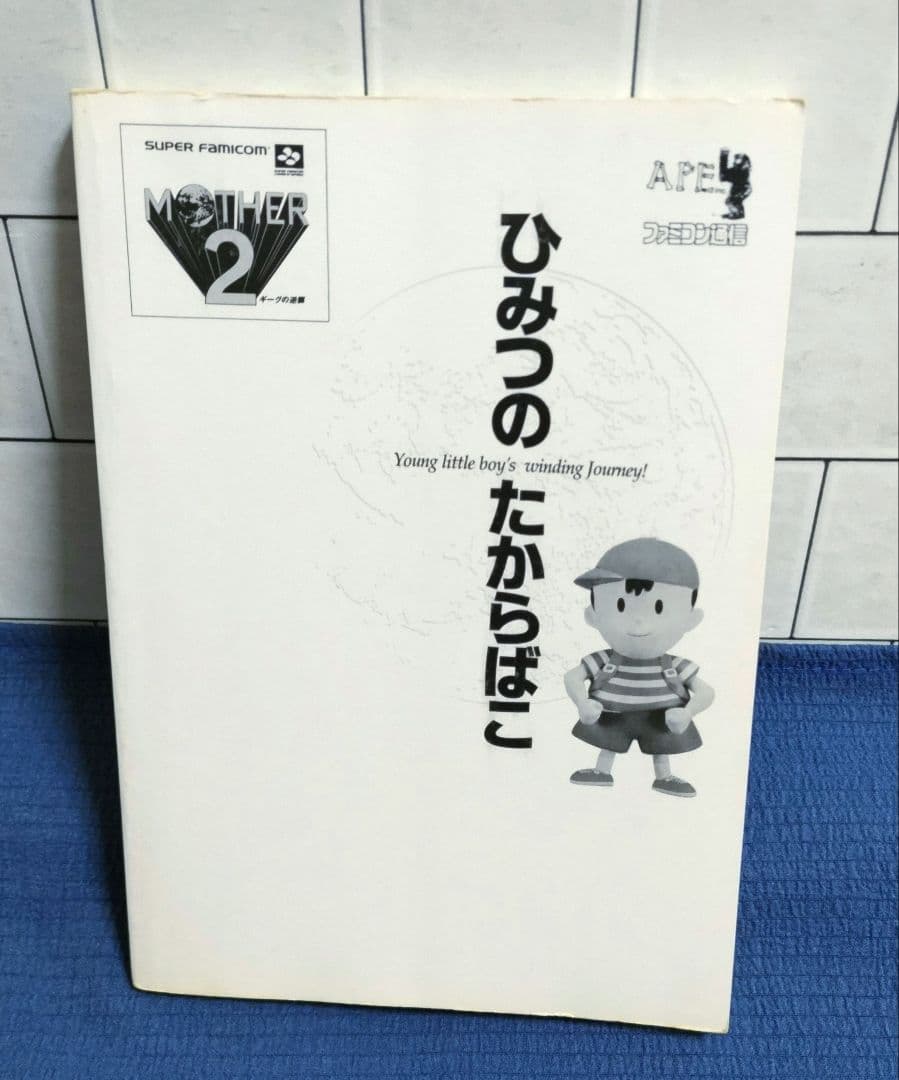 SUPER FAMICOM
MOTHER
2
ギーグの逆襲
APE inc.
ファミコン通信
ひみつのたからばこ
Young little boy's winding Journey!